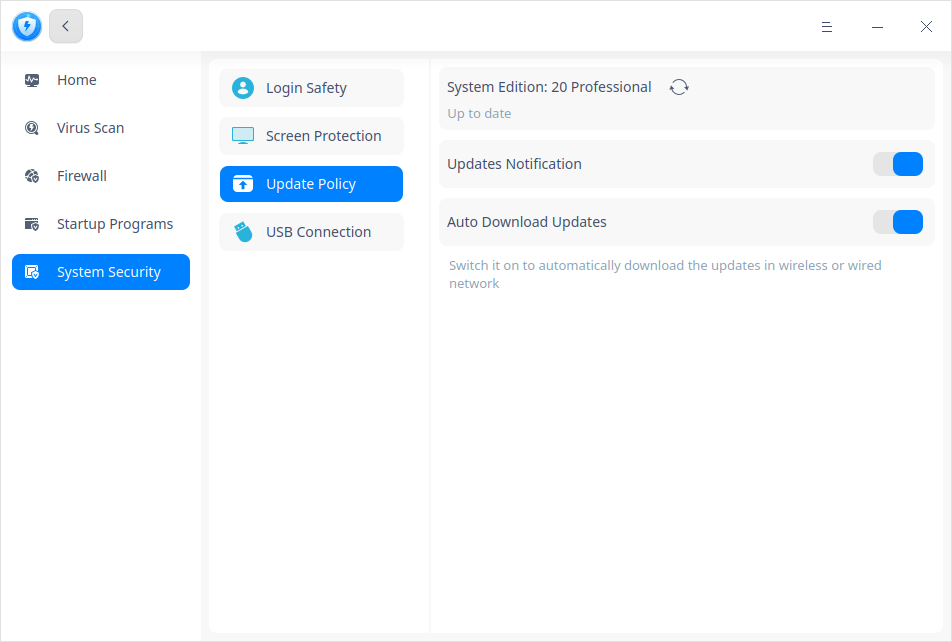 Home
Virus Scan
Firewall
Startup Programs
System Security
Login Safety
Screen Protection
Update Policy
USB Connection
System Edition: 20 Professional
Up to date
Updates Notification
Auto Download Updates
Switch it on to automatically download the updates in wireless or wired
network